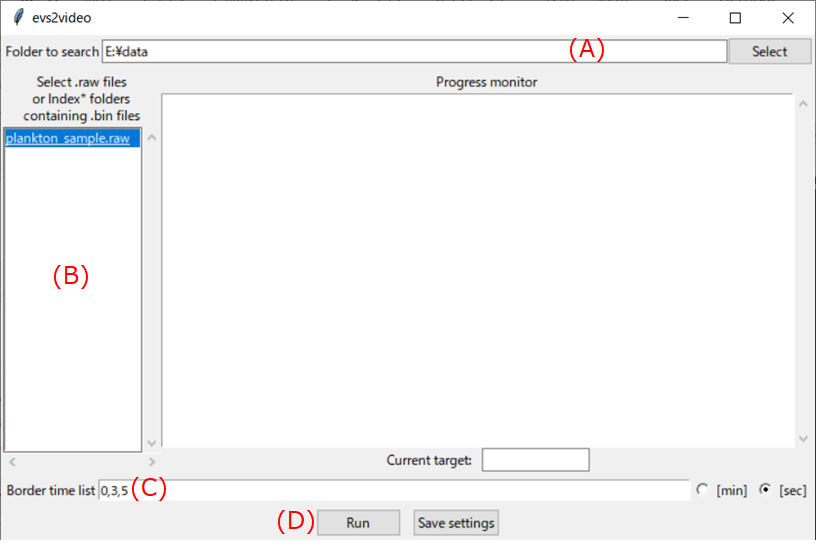 evs2video
Folder to search E:¥data (A) Select
Select .raw files
or Index* folders
containing .bin files
Progress monitor
plankton_sample.raw
(B)
Current target:
Border time list 0,3,5 (C) [min] [sec]
(D) Run Save settings